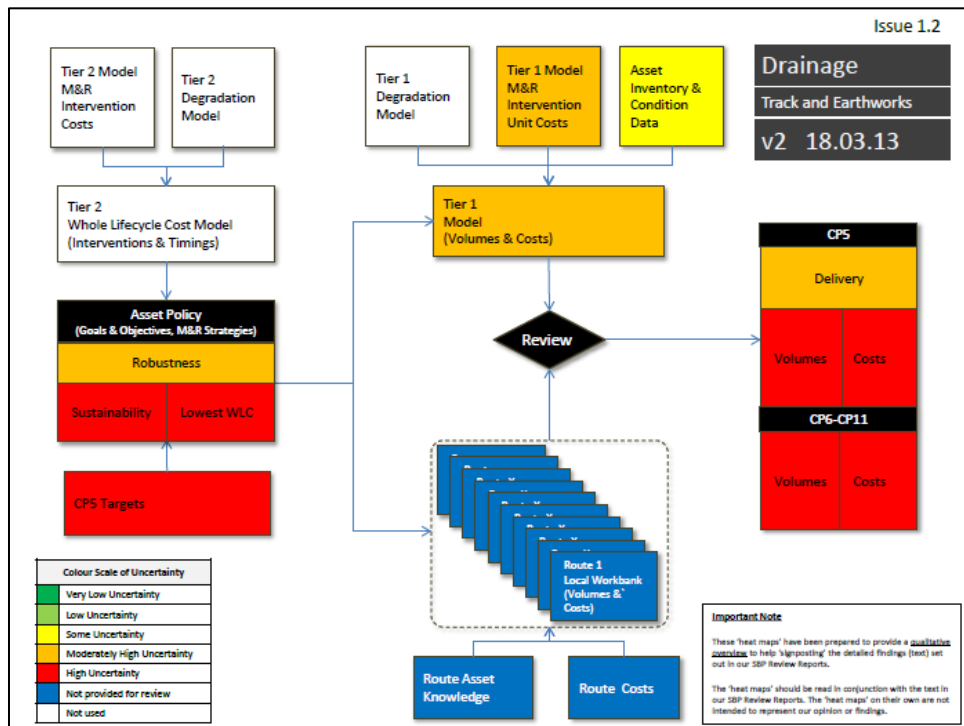 Issue 1.2
Tier 2 Model
M&R
Intervention
Costs
Tier 2
Degradation
Model
Tier 1
Degradation
Model
Tier 1 Model
M&R
Intervention
Unit Costs
Asset
Inventory &
Condition
Data
Drainage
Track and Earthworks
v2 18.03.13
Tier 2
Whole Lifecycle Cost Model
(Interventions & Timings)
Tier 1
Model
(Volumes & Costs)
Asset Policy
(Goals & Objectives, M&R Strategies)
Robustness
Sustainability
Lowest WLC
CP5 Targets
Review
CP5
Delivery
Volumes
Costs
CP6-CP11
Volumes
Costs
Route 1
Local Workbank
(Volumes &`
Costs)
Route Asset
Knowledge
Route Costs
Colour Scale of Uncertainty
Very Low Uncertainty
Low Uncertainty
Some Uncertainty
Moderately High Uncertainty
High Uncertainty
Not provided for review
Not used
Important Note
These 'heat maps' have been prepared to provide a qualitative
overview to help 'signposting' the detailed findings (text) set
out in our SBP Review Reports.
The 'heat maps' should be read in conjunction with the text in
our SBP Review Reports. The 'heat maps' on their own are not
intended to represent our opinion or findings.